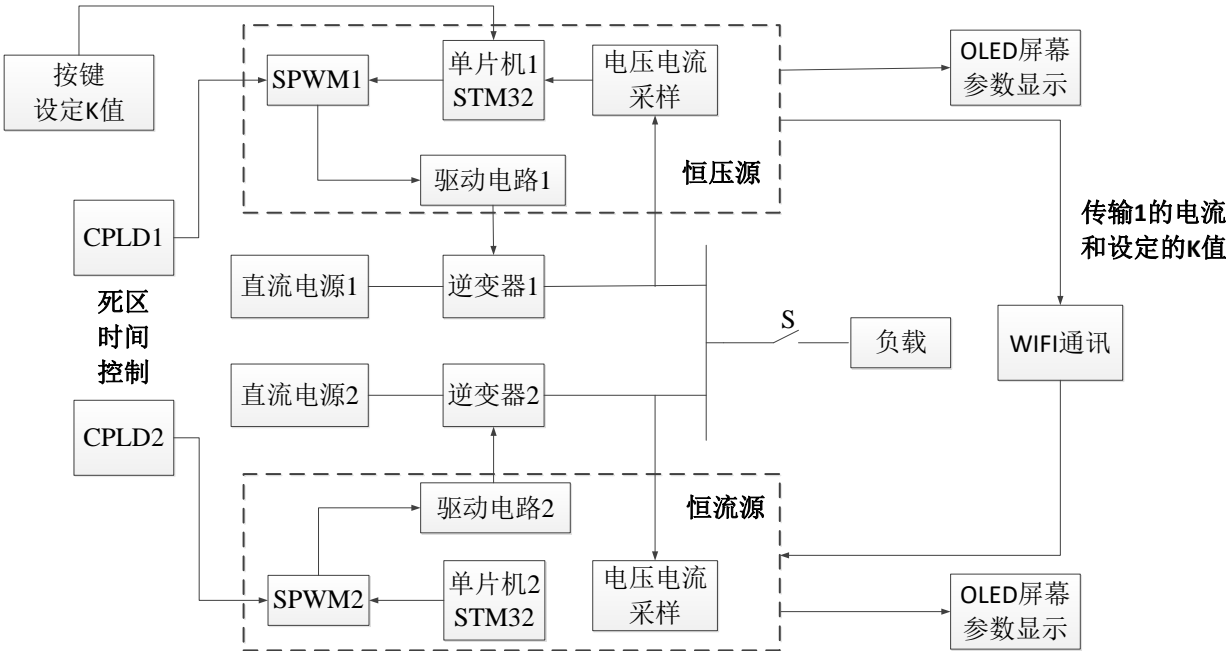 按键
设定K值
SPWM1
单片机1
STM32
电压电流
采样
OLED屏幕
参数显示
驱动电路1
恒压源
传输1的电流
和设定的K值
CPLD1
直流电源1
逆变器1
死区
时间
控制
S
负载
WIFI通讯
直流电源2
逆变器2
CPLD2
驱动电路2
恒流源
SPWM2
单片机2
STM32
电压电流
采样
OLED屏幕
参数显示